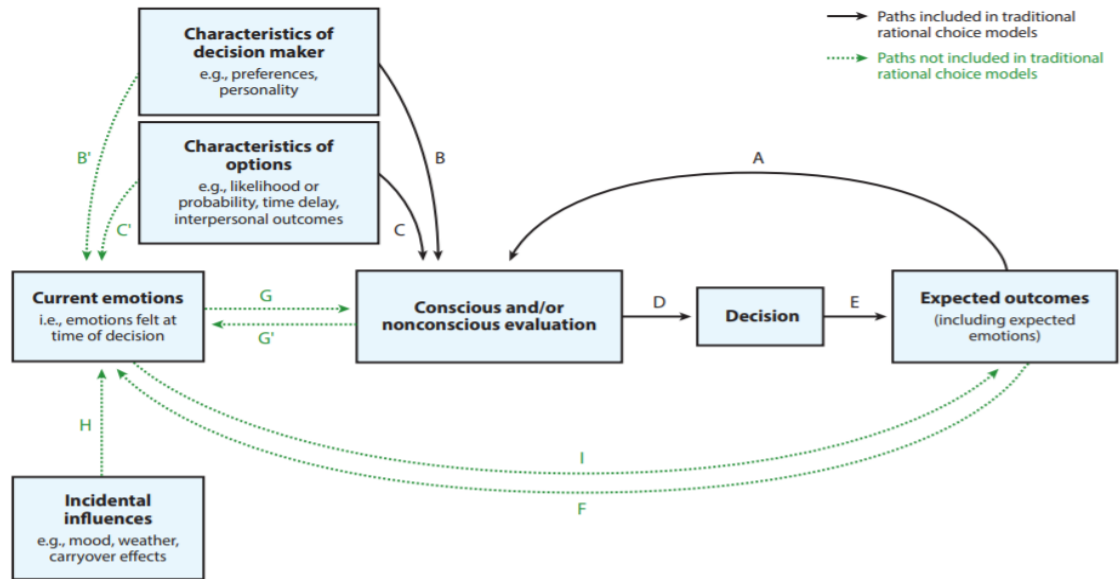 Characteristics of
decision maker
e.g., preferences,
personality
Paths included in traditional
rational choice models
Paths not included in traditional
rational choice models
Characteristics of
options
e.g., likelihood or
probability, time delay,
interpersonal outcomes
B'
B
A
C'
C
Current emotions
i.e., emotions felt at
time of decision
G
G'
Conscious and/or
nonconscious evaluation
D
Decision
E
Expected outcomes
(including expected
emotions)
H
I
F
Incidental
influences
e.g., mood, weather,
carryover effects